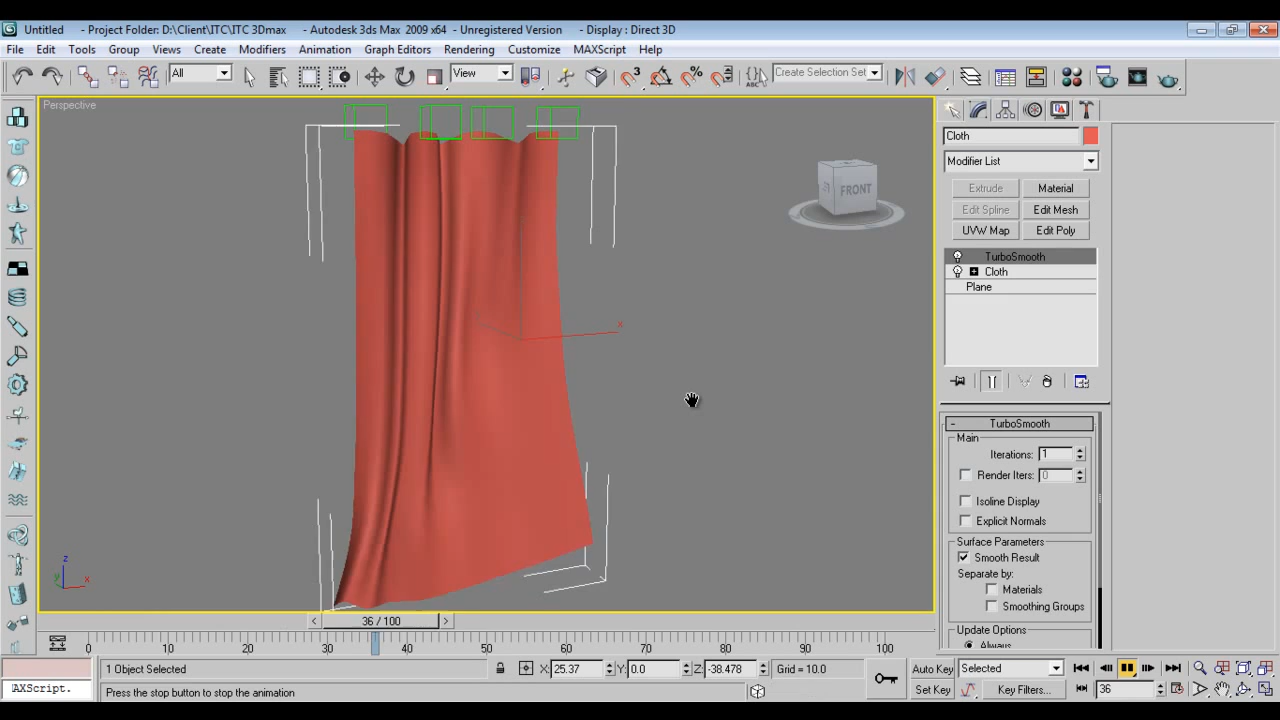 Untitled - Project Folder: D:\Client\ITC\ITC 3Dmax - Autodesk 3ds Max 2009 x64 - Unregistered Version - Display : Direct 3D
File Edit Tools Group Views Create Modifiers Animation Graph Editors Rendering Customize MAXScript Help
All View Create Selection Set
Perspective
FRONT
x
z
y x
Cloth
Modifier List
Extrude Material
Edit Spline Edit Mesh
UVW Map Edit Poly
TurboSmooth
Cloth
Plane
- TurboSmooth
Main
Iterations: 1
Render Iters: 0
Isoline Display
Explicit Normals
Surface Parameters
Smooth Result
Separate by:
Materials
Smoothing Groups
Update Options
Always
< 36 / 100 >
0 10 20 30 40 50 60 70 80 90 100
1 Object Selected X: 25.37 Y: 0.0 Z: -38.478 Grid = 10.0 Auto Key Selected
AXScript. Press the stop button to stop the animation Set Key Key Filters... 36